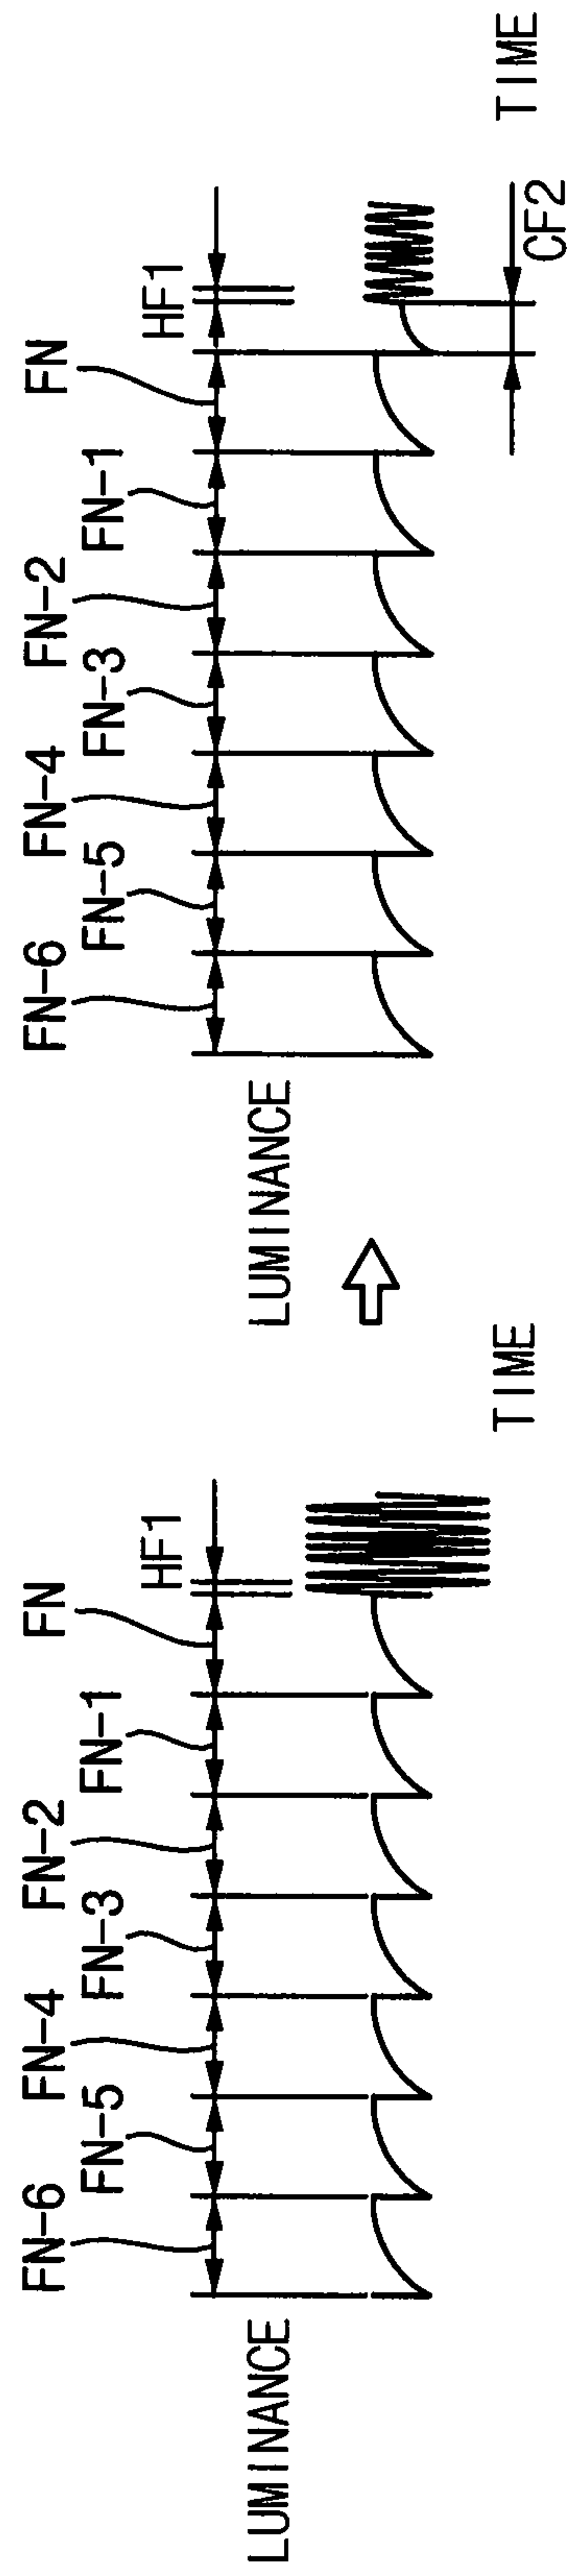 LUMINANCE
FN-6
FN-5
FN-4
FN-3
FN-2
FN-1
FN
HF1
TIME
LUMINANCE
FN-6
FN-5
FN-4
FN-3
FN-2
FN-1
FN
HF1
CF2
TIME